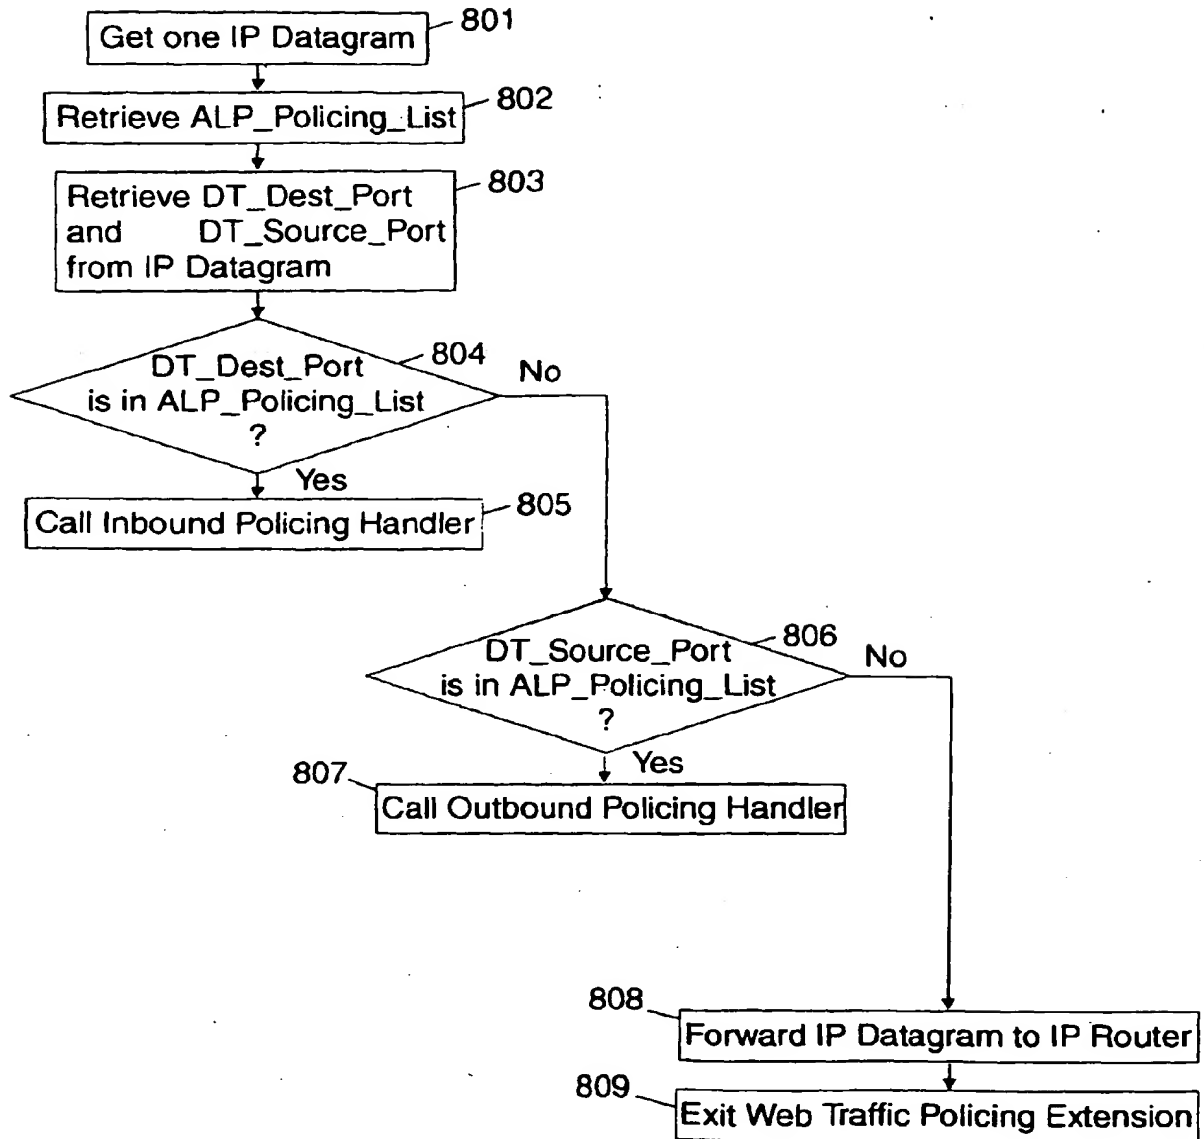 801
Get one IP Datagram
802
Retrieve ALP_Policing_List
803
Retrieve DT_Dest_Port
and DT_Source_Port
from IP Datagram
804
DT_Dest_Port
is in ALP_Policing_List
?
No
Yes
805
Call Inbound Policing Handler
806
DT_Source_Port
is in ALP_Policing_List
?
No
Yes
807
Call Outbound Policing Handler
808
Forward IP Datagram to IP Router
809
Exit Web Traffic Policing Extension